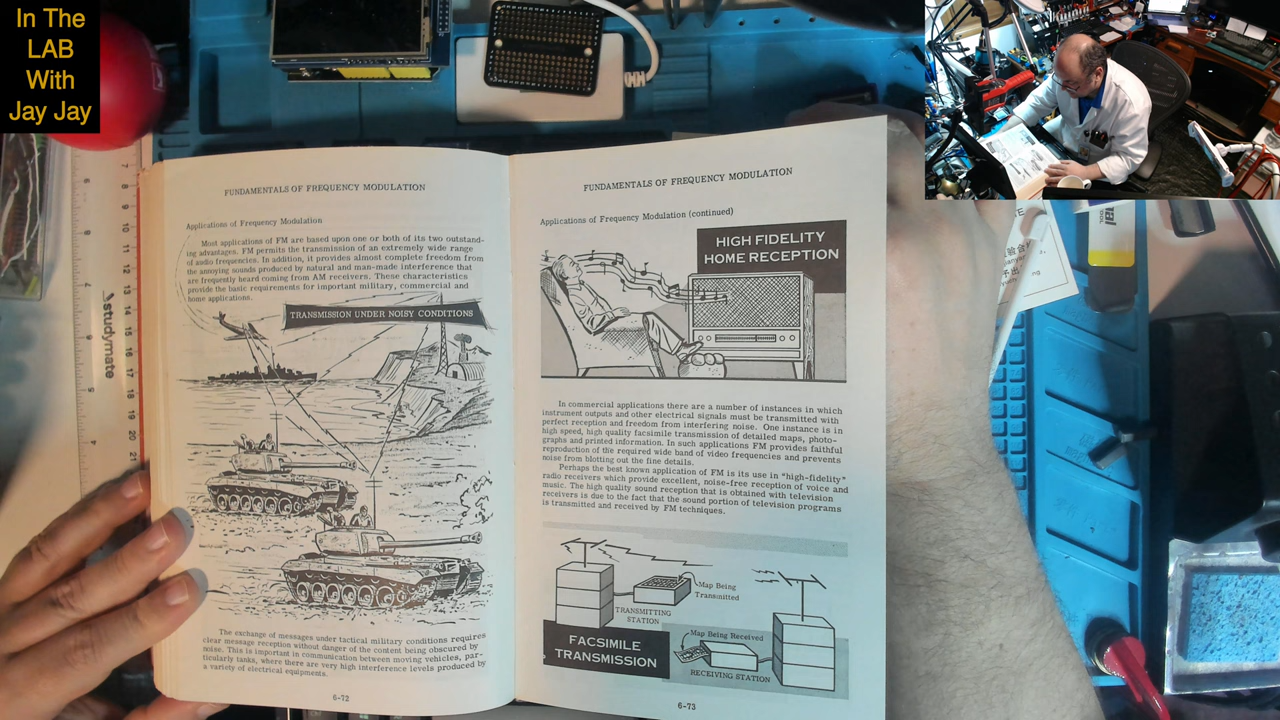 In The
LAB
With
Jay Jay
studymate
FUNDAMENTALS OF FREQUENCY MODULATION
Applications of Frequency Modulation
Most applications of FM are based upon one or both of its two outstand-
ing advantages. FM permits the transmission of an extremely wide range
of audio frequencies. In addition, it provides almost complete freedom from
the annoying sounds produced by natural and man-made interference that
are frequently heard coming from AM receivers. These characteristics
provide the basic requirements for important military, commercial and
home applications.
TRANSMISSION UNDER NOISY CONDITIONS
The exchange of messages under tactical military conditions requires
clear message reception without danger of the content being obscured by
noise. This is important in communication between moving vehicles, par-
ticularly tanks, where there are very high interference levels produced by
a variety of electrical equipments.
6-72
FUNDAMENTALS OF FREQUENCY MODULATION
Applications of Frequency Modulation (continued)
HIGH FIDELITY
HOME RECEPTION
In commercial applications there are a number of instances in which
instrument outputs and other electrical signals must be transmitted with
perfect reception and freedom from interfering noise. One instance is in
high speed, high quality facsimile transmission of detailed maps, photo-
graphs and printed information. In such applications FM provides faithful
reproduction of the required wide band of video frequencies and prevents
noise from blotting out the fine details.
Perhaps the best known application of FM is its use in "high-fidelity"
radio receivers which provide excellent, noise-free reception of voice and
music. The high quality sound reception that is obtained with television
receivers is due to the fact that the sound portion of television programs
is transmitted and received by FM techniques.
Map Being
Transmitted
TRANSMITTING
STATION
FACSIMILE
TRANSMISSION
Map Being Received
RECEIVING STATION
6-73